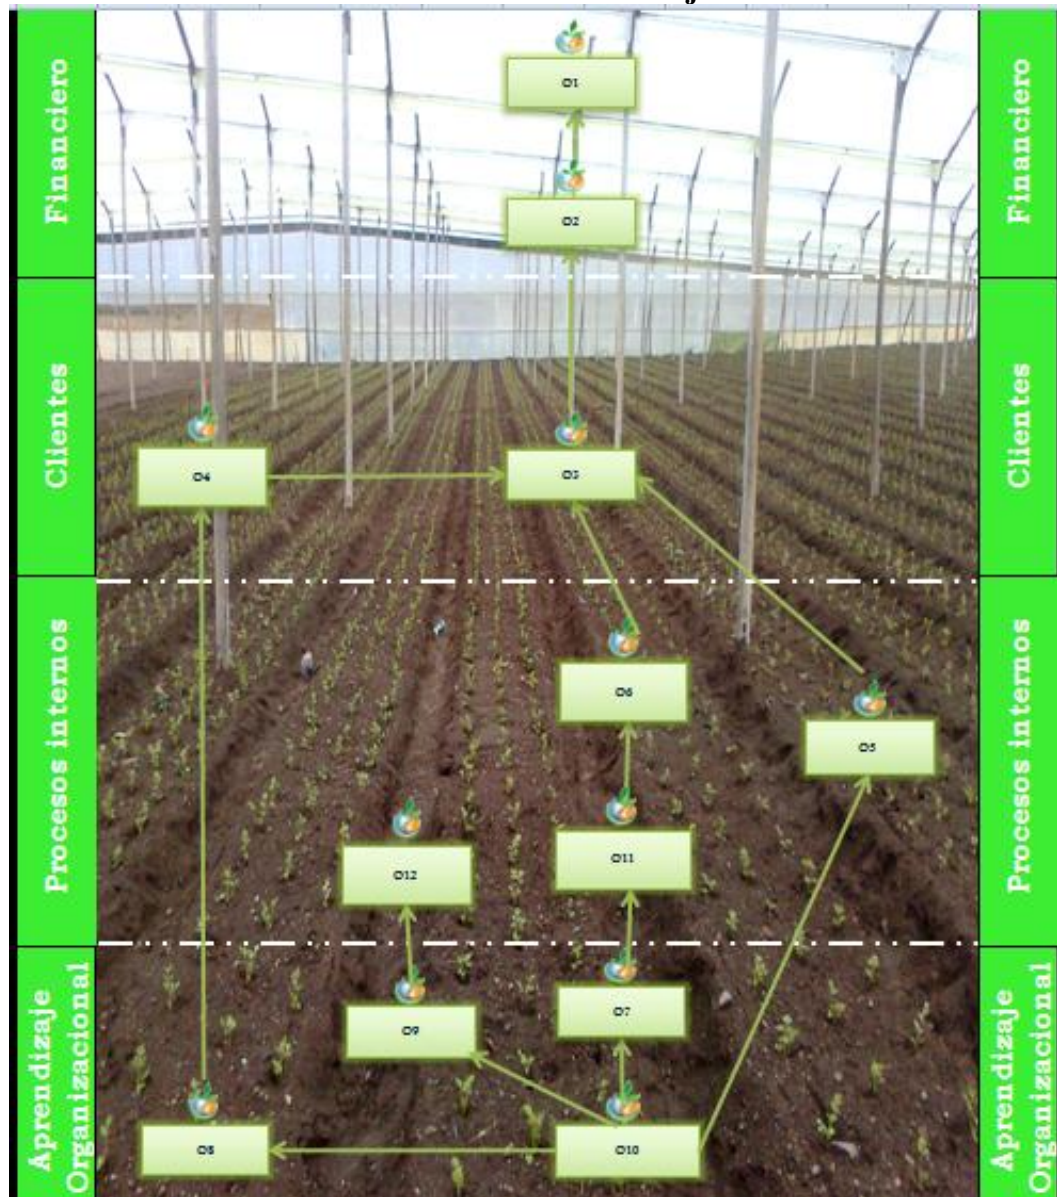 Financiero
O1
O2
Financiero
Clientes
O4
O3
Clientes
Procesos internos
O6
O5
O12
O11
Procesos internos
Aprendizaje
Organizacional
O9
O7
O8
O10
Aprendizaje
Organizacional